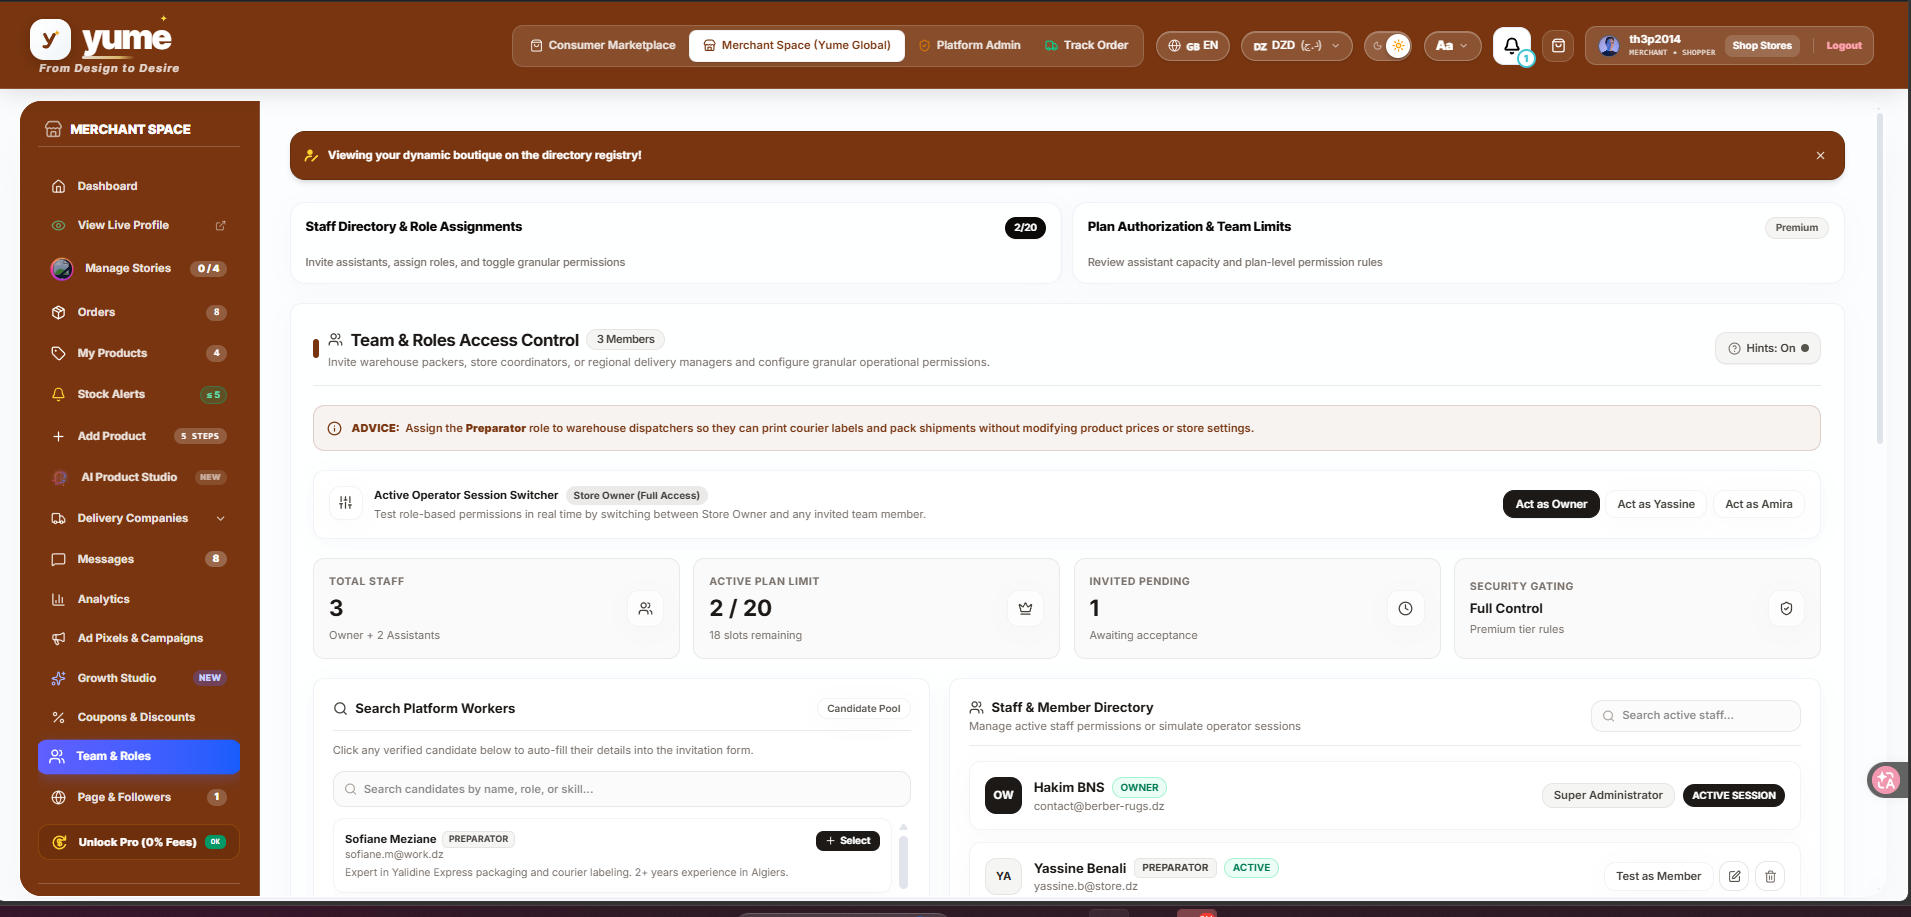 yume
From Design to Desire
Consumer Marketplace
Merchant Space (Yume Global)
Platform Admin
Track Order
GB EN
DZ DZD (د.ج)
Aa
1
th3p2014
MERCHANT • SHOPPER
Shop Stores
Logout
MERCHANT SPACE
Dashboard
View Live Profile
Manage Stories 0 / 4
Orders 8
My Products 4
Stock Alerts ≤ 5
Add Product 5 STEPS
AI Product Studio NEW
Delivery Companies
Messages 8
Analytics
Ad Pixels & Campaigns
Growth Studio NEW
Coupons & Discounts
Team & Roles
Page & Followers 1
Unlock Pro (0% Fees) OK
Viewing your dynamic boutique on the directory registry!
Staff Directory & Role Assignments 2/20
Invite assistants, assign roles, and toggle granular permissions
Plan Authorization & Team Limits Premium
Review assistant capacity and plan-level permission rules
Team & Roles Access Control 3 Members
Invite warehouse packers, store coordinators, or regional delivery managers and configure granular operational permissions.
Hints: On
ADVICE: Assign the Preparator role to warehouse dispatchers so they can print courier labels and pack shipments without modifying product prices or store settings.
Active Operator Session Switcher Store Owner (Full Access)
Test role-based permissions in real time by switching between Store Owner and any invited team member.
Act as Owner
Act as Yassine
Act as Amira
TOTAL STAFF
3
Owner + 2 Assistants
ACTIVE PLAN LIMIT
2 / 20
18 slots remaining
INVITED PENDING
1
Awaiting acceptance
SECURITY GATING
Full Control
Premium tier rules
Search Platform Workers Candidate Pool
Click any verified candidate below to auto-fill their details into the invitation form.
Search candidates by name, role, or skill...
Sofiane Meziane PREPARATOR
sofiane.m@work.dz
Expert in Yalidine Express packaging and courier labeling. 2+ years experience in Algiers.
+ Select
Staff & Member Directory
Manage active staff permissions or simulate operator sessions
Search active staff...
OW
Hakim BNS OWNER
contact@berber-rugs.dz
Super Administrator
ACTIVE SESSION
YA
Yassine Benali PREPARATOR ACTIVE
yassine.b@store.dz
Test as Member